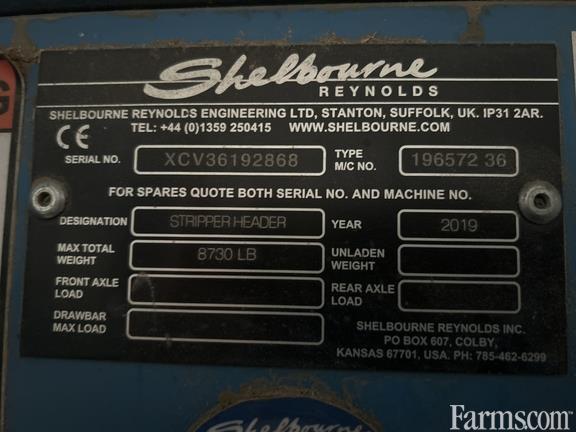 Shelbourne
REYNOLDS
SHELBOURNE REYNOLDS ENGINEERING LTD, STANTON, SUFFOLK, UK. IP31 2AR.
TEL: +44 (0)1359 250415 WWW.SHELBOURNE.COM
CE
SERIAL NO. XCV36192868 TYPE M/C NO. 196572 36
FOR SPARES QUOTE BOTH SERIAL NO. AND MACHINE NO.
DESIGNATION STRIPPER HEADER YEAR 2019
MAX TOTAL WEIGHT 8730 LB UNLADEN WEIGHT
FRONT AXLE LOAD REAR AXLE LOAD
DRAWBAR MAX LOAD
SHELBOURNE REYNOLDS INC.
PO BOX 607, COLBY,
KANSAS 67701, USA. PH: 785-462-6299
G
Shelbourne
Farms.com